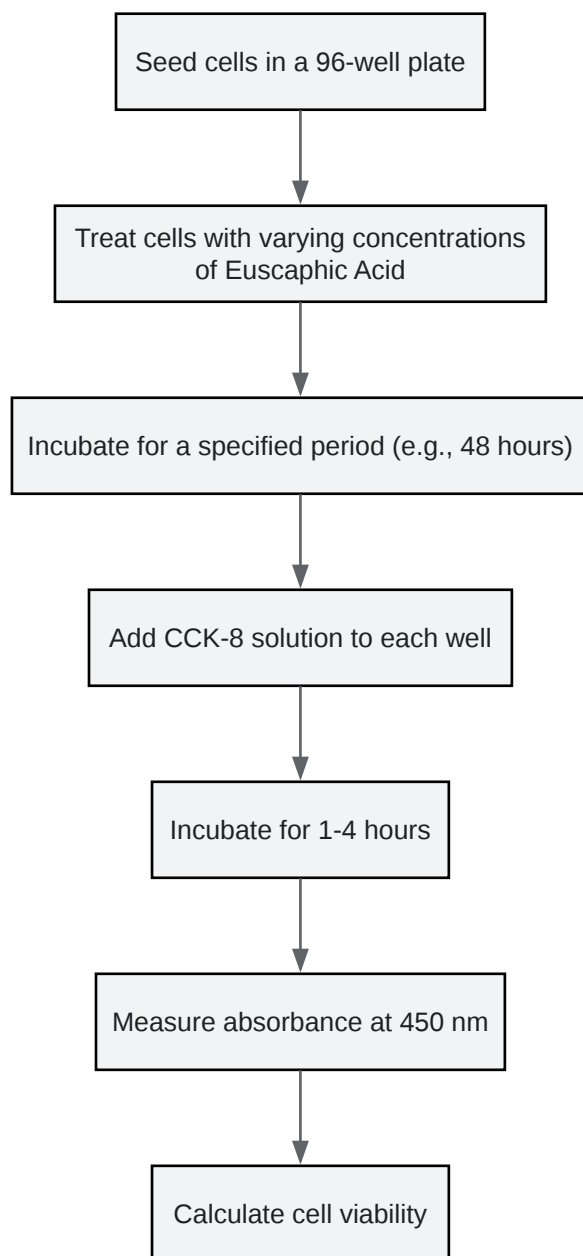 Seed cells in a 96-well plate
Treat cells with varying concentrations
of Euscaphic Acid
Incubate for a specified period (e.g., 48 hours)
Add CCK-8 solution to each well
Incubate for 1-4 hours
Measure absorbance at 450 nm
Calculate cell viability